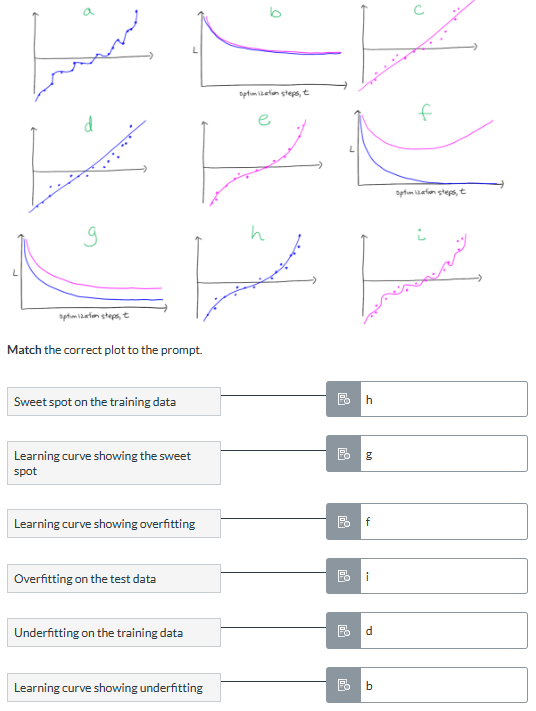 a
b
c
L
Optimization steps, t
d
e
f
L
Optimization steps, t
g
h
i
L
Optimization steps, t
Match the correct plot to the prompt.
Sweet spot on the training data
h
Learning curve showing the sweet
spot
g
Learning curve showing overfitting
f
Overfitting on the test data
i
Underfitting on the training data
d
Learning curve showing underfitting
b